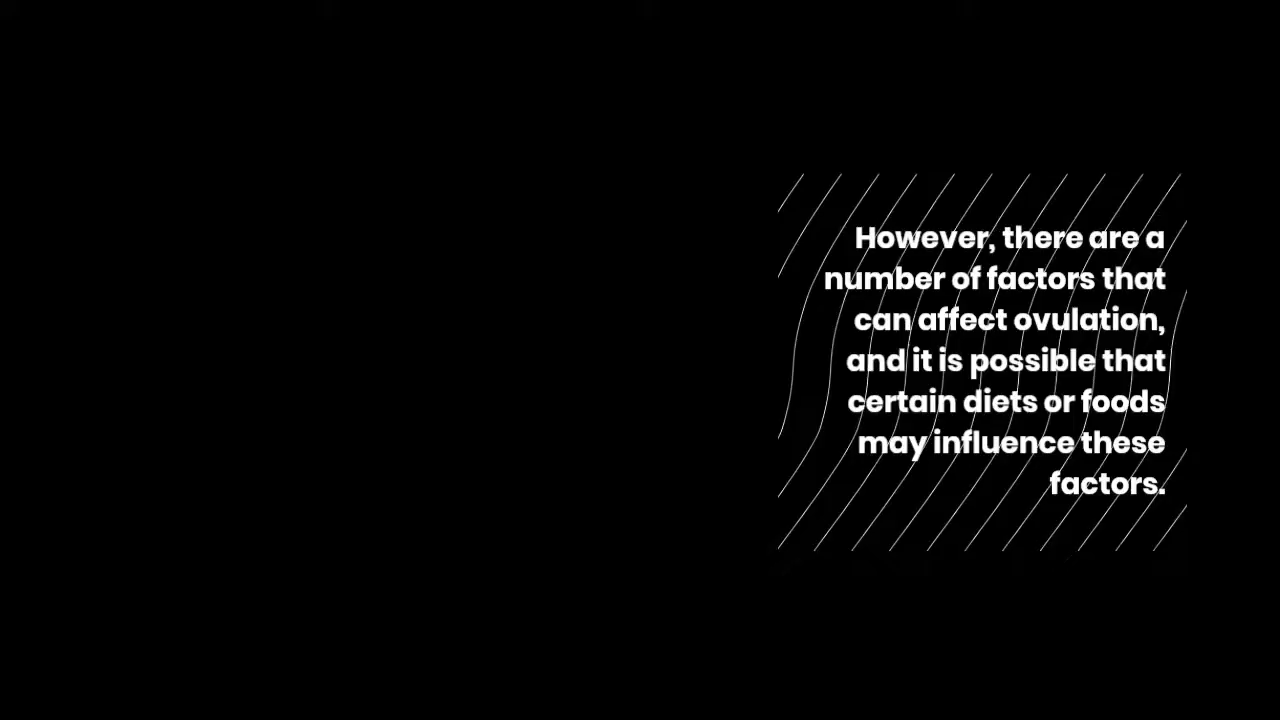 However, there are a
number of factors that
can affect ovulation,
and it is possible that
certain diets or foods
may influence these
factors.